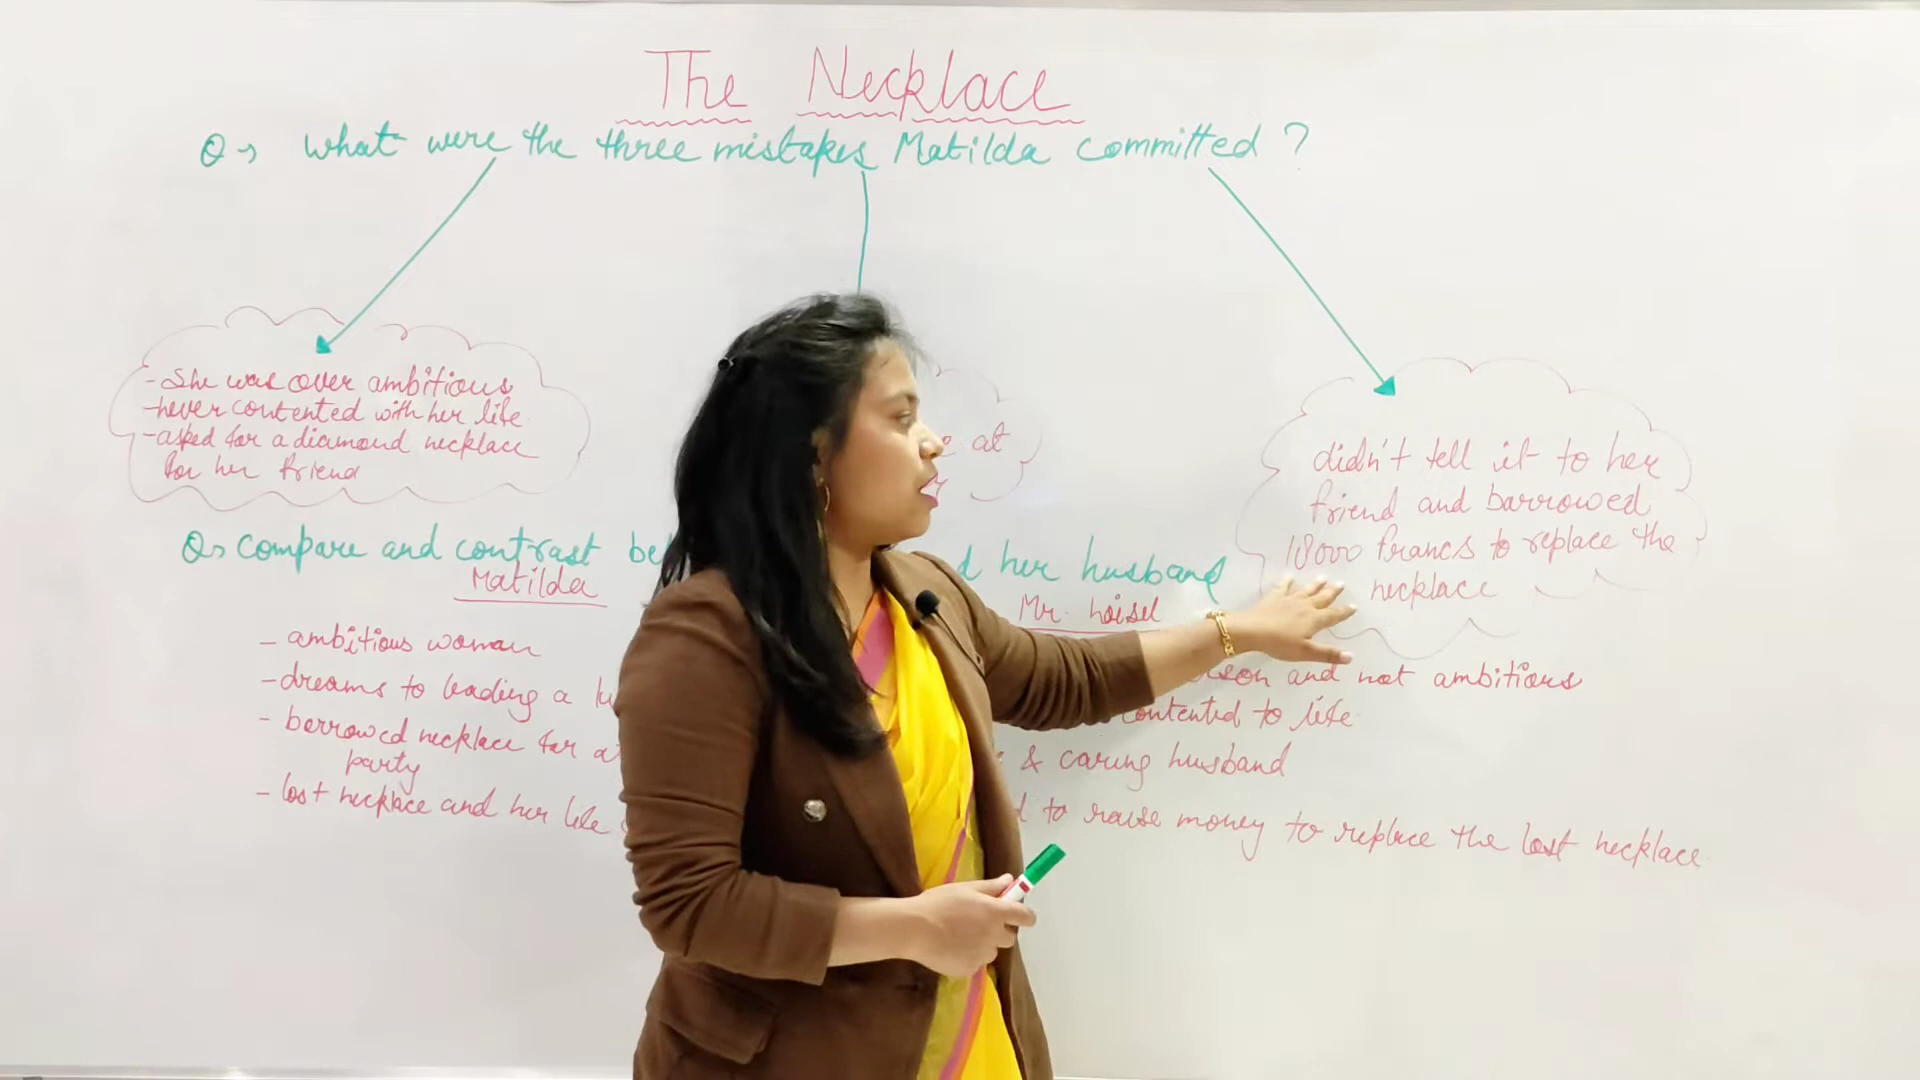 The Necklace
Q→ what were the three mistakes Matilda committed?
- She was over ambitious
- never contented with her life
- asked for a diamond necklace
for her friend
at
didn't tell it to her
friend and barrowed
18000 francs to replace the
necklace
Q→ compare and contrast her husband
Matilda
Mr. loisel
- ambitious woman
- dreams to leading a
- borrowed necklace for a
party
- lost necklace and her life
and not ambitious
contented to life
& caring husband
to raise money to replace the lost necklace